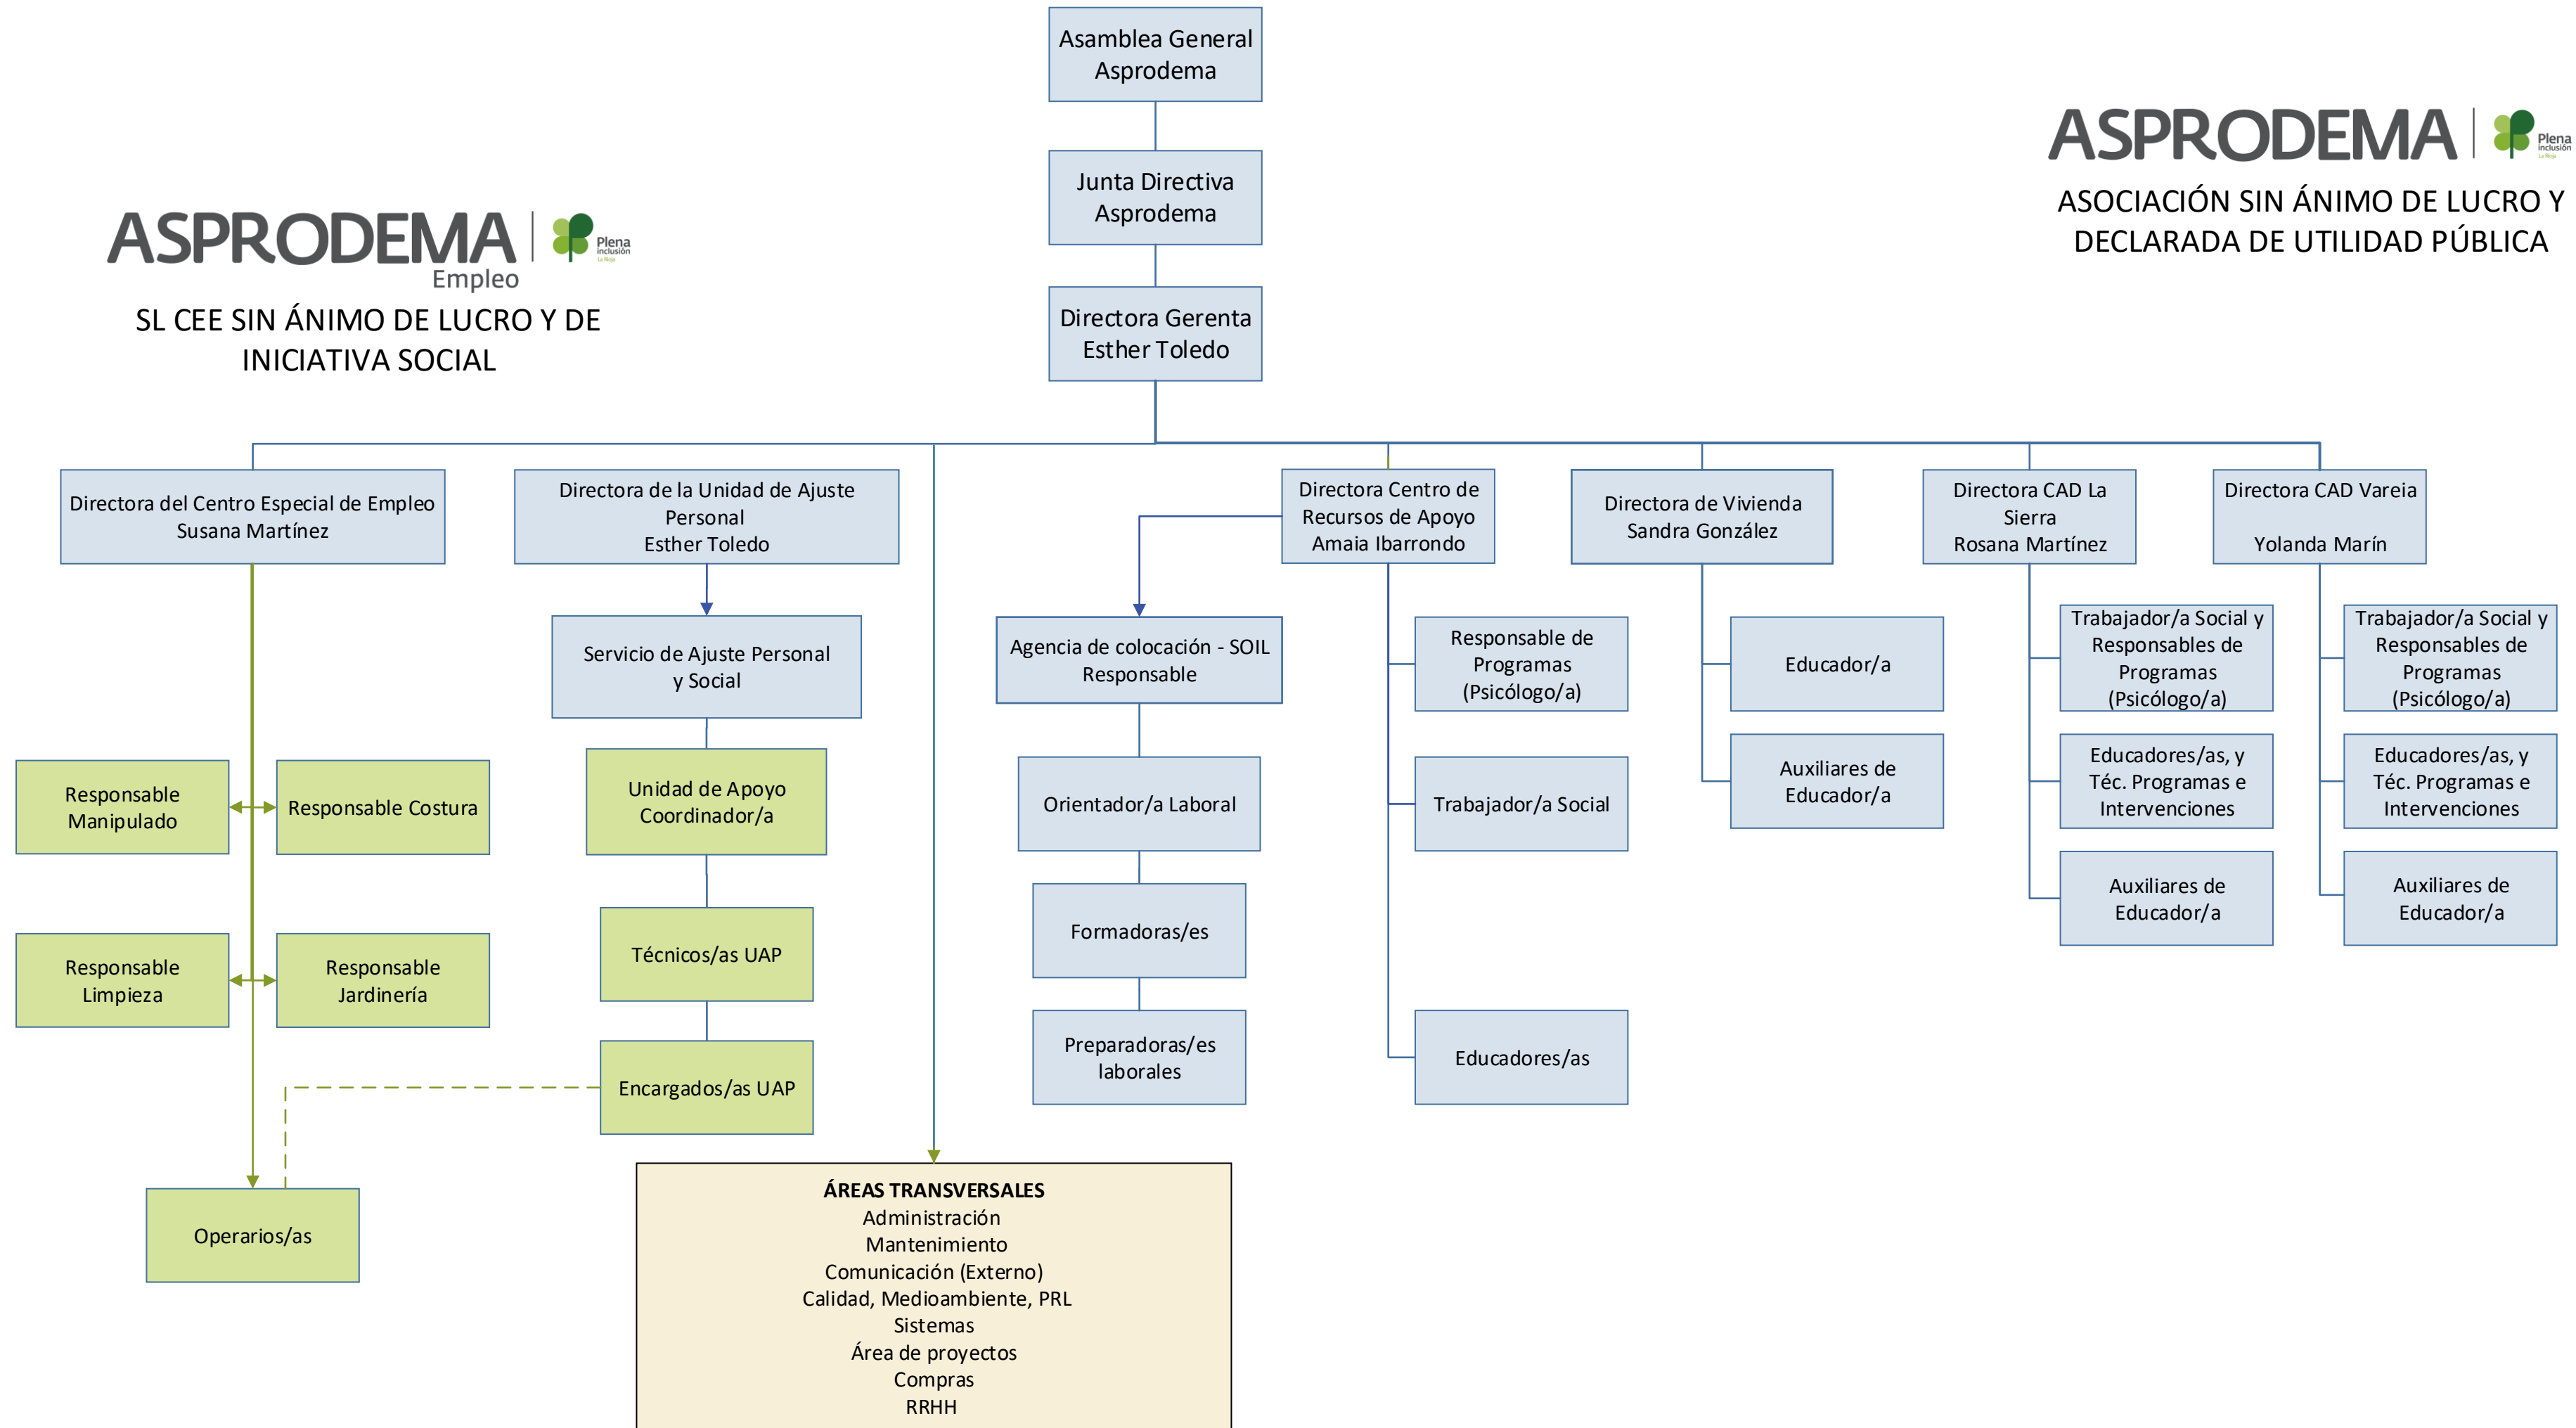 Asamblea General
Asprodema
Junta Directiva
Asprodema
Directora Gerenta
Esther Toledo
ASPRODEMA
Empleo
Plena
inclusión
La Rioja
SL CEE SIN ÁNIMO DE LUCRO Y DE
INICIATIVA SOCIAL
ASPRODEMA
Plena
inclusión
La Rioja
ASOCIACIÓN SIN ÁNIMO DE LUCRO Y
DECLARADA DE UTILIDAD PÚBLICA
Directora del Centro Especial de Empleo
Susana Martínez
Directora de la Unidad de Ajuste
Personal
Esther Toledo
Directora Centro de
Recursos de Apoyo
Amaia Ibarrondo
Directora de Vivienda
Sandra González
Directora CAD La
Sierra
Rosana Martínez
Directora CAD Vareia
Yolanda Marín
Responsable
Manipulado
Responsable Costura
Responsable
Limpieza
Responsable
Jardinería
Operarios/as
Servicio de Ajuste Personal
y Social
Unidad de Apoyo
Coordinador/a
Técnicos/as UAP
Encargados/as UAP
Agencia de colocación - SOIL
Responsable
Orientador/a Laboral
Formadoras/es
Preparadoras/es
laborales
Responsable de
Programas
(Psicólogo/a)
Trabajador/a Social
Educadores/as
Educador/a
Auxiliares de
Educador/a
Trabajador/a Social y
Responsables de
Programas
(Psicólogo/a)
Educadores/as, y
Téc. Programas e
Intervenciones
Auxiliares de
Educador/a
Trabajador/a Social y
Responsables de
Programas
(Psicólogo/a)
Educadores/as, y
Téc. Programas e
Intervenciones
Auxiliares de
Educador/a
ÁREAS TRANSVERSALES
Administración
Mantenimiento
Comunicación (Externo)
Calidad, Medioambiente, PRL
Sistemas
Área de proyectos
Compras
RRHH